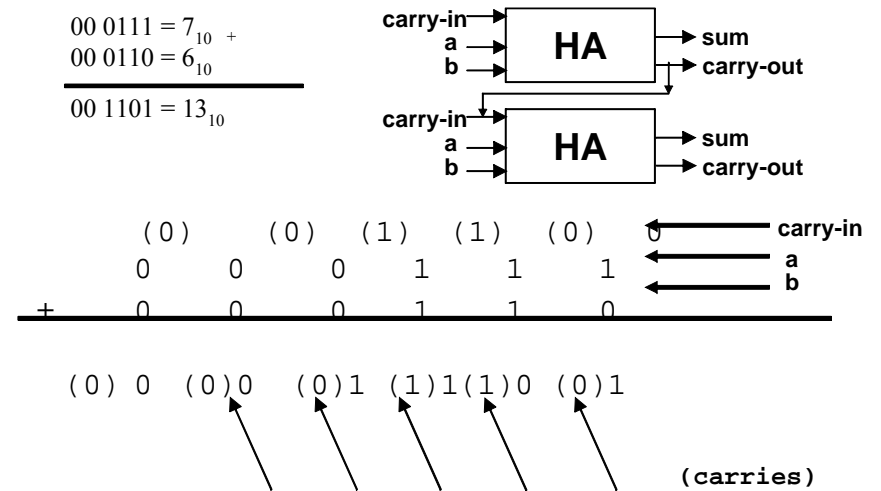 00 0111 = 7₁₀ +
00 0110 = 6₁₀
00 1101 = 13₁₀
carry-in
a
b
HA
sum
carry-out
carry-in
a
b
HA
sum
carry-out
(0) (0) (1) (1) (0) 0 carry-in
0 0 0 1 1 1 a
+ 0 0 0 1 1 0 b
(0) 0 (0)0 (0)1 (1)1(1)0 (0)1
(carries)